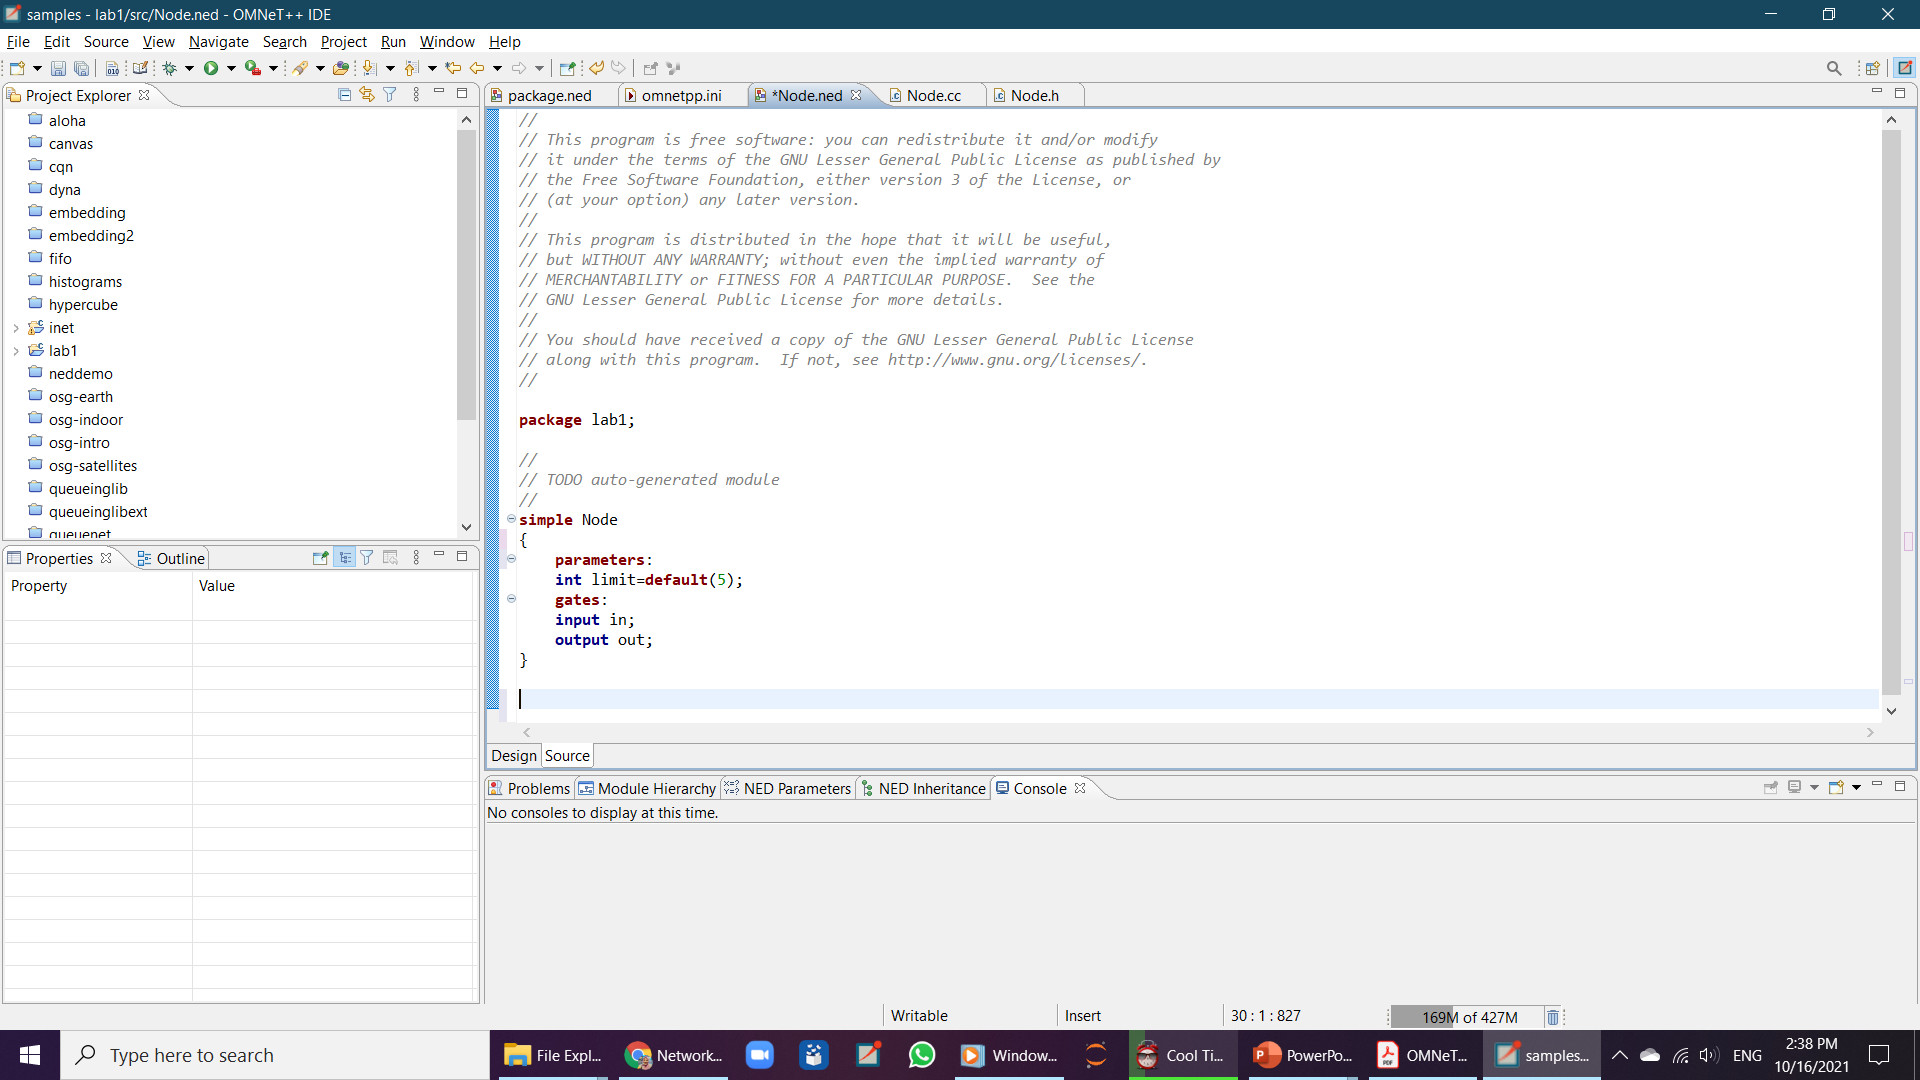 samples - lab1/src/Node.ned - OMNeT++ IDE
File Edit Source View Navigate Search Project Run Window Help
Project Explorer
aloha
canvas
cqn
dyna
embedding
embedding2
fifo
histograms
hypercube
inet
lab1
neddemo
osg-earth
osg-indoor
osg-intro
osg-satellites
queueinglib
queueinglibext
queuenet
Properties Outline
Property Value
package.ned omnetpp.ini *Node.ned Node.cc Node.h
//
// This program is free software: you can redistribute it and/or modify
// it under the terms of the GNU Lesser General Public License as published by
// the Free Software Foundation, either version 3 of the License, or
// (at your option) any later version.
//
// This program is distributed in the hope that it will be useful,
// but WITHOUT ANY WARRANTY; without even the implied warranty of
// MERCHANTABILITY or FITNESS FOR A PARTICULAR PURPOSE.  See the
// GNU Lesser General Public License for more details.
//
// You should have received a copy of the GNU Lesser General Public License
// along with this program.  If not, see http://www.gnu.org/licenses/.
//
package lab1;
//
// TODO auto-generated module
//
simple Node
{
parameters:
int limit=default(5);
gates:
input in;
output out;
}
Design Source
Problems Module Hierarchy NED Parameters NED Inheritance Console
No consoles to display at this time.
Writable Insert 30 : 1 : 827 169M of 427M
Type here to search
File Expl... Network... Window... Cool Ti... PowerPo... OMNeT... samples... ENG
2:38 PM
10/16/2021